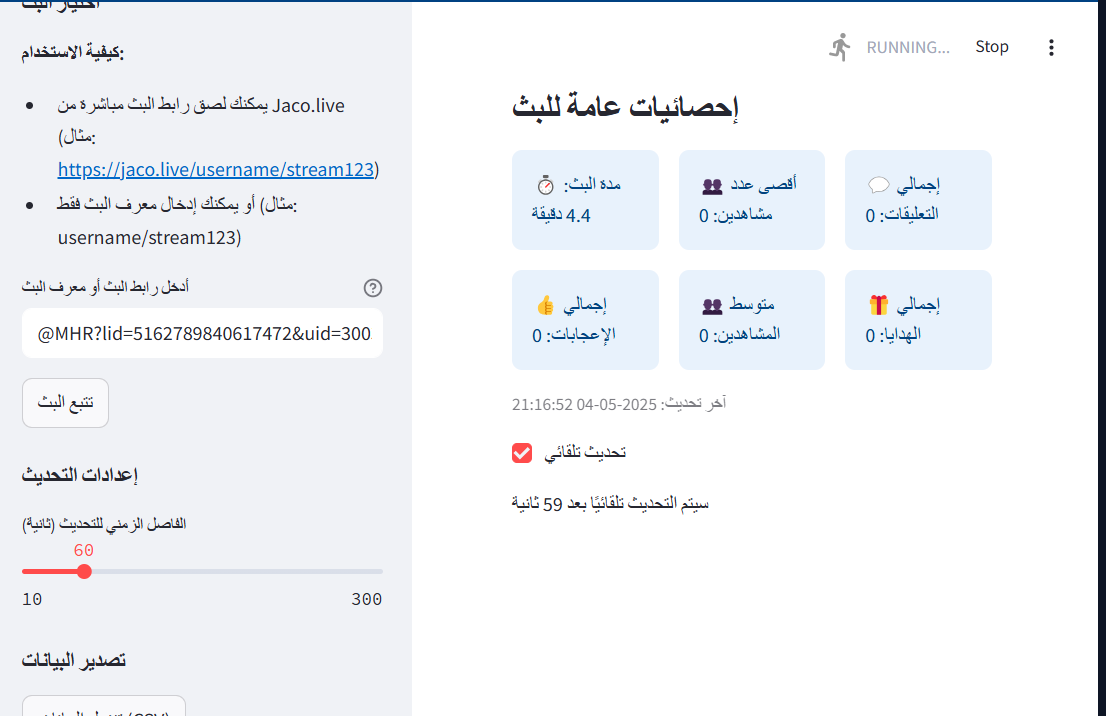 اختيار البث
كيفية الاستخدام:
يمكنك لصق رابط البث مباشرة من Jaco.live
(مثال:
https://jaco.live/username/stream123)
أو يمكنك إدخال معرف البث فقط (مثال:
username/stream123)
أدخل رابط البث أو معرف البث
@MHR?lid=5162789840617472&uid=300
تتبع البث
إعدادات التحديث
الفاصل الزمني للتحديث (ثانية)
60
10
300
تصدير البيانات
RUNNING...
Stop
إحصائيات عامة للبث
مدة البث: ⏱️
4.4 دقيقة
👥 أقصى عدد
مشاهدين: 0
💬 إجمالي
التعليقات: 0
👍 إجمالي
الإعجابات: 0
👥 متوسط
المشاهدين: 0
🎁 إجمالي
الهدايا: 0
آخر تحديث: 2025-05-04 21:16:52
تحديث تلقائي
سيتم التحديث تلقائيًا بعد 59 ثانية